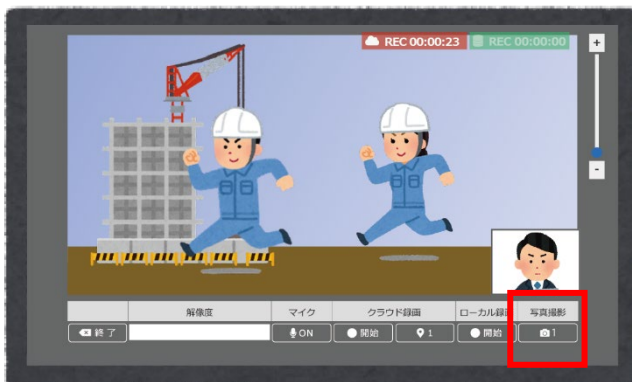 REC 00:00:23 REC 00:00:00
+
-
解像度 マイク クラウド録画 ローカル録画 写真撮影
終了 ON 開始 1 開始 1